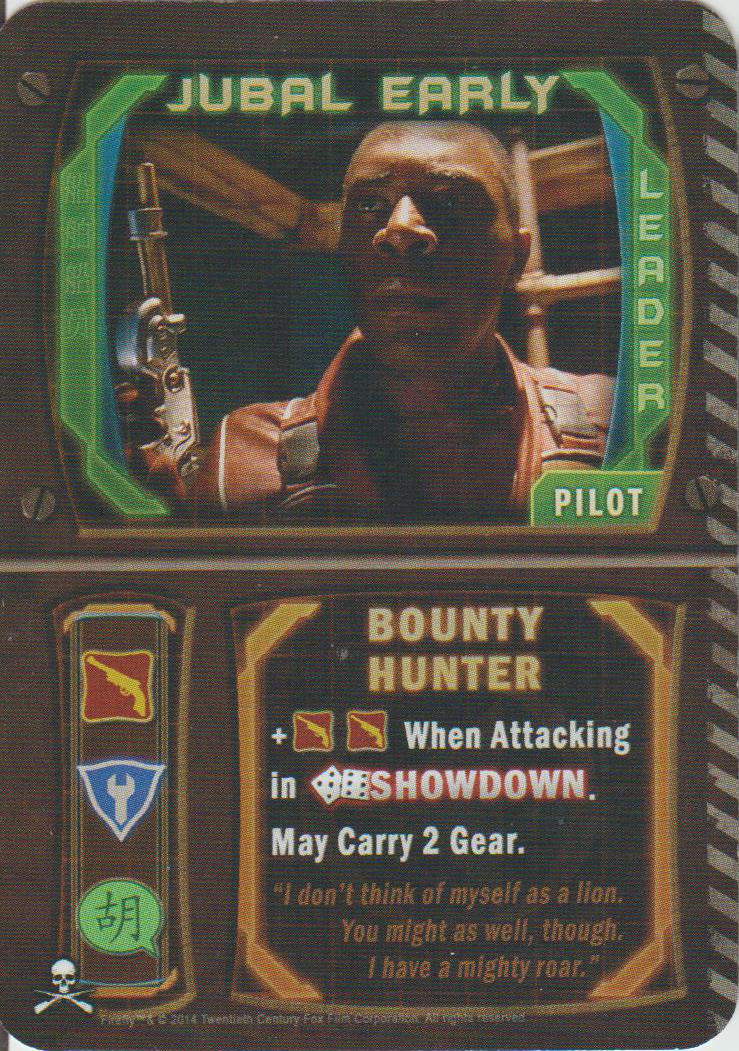 JUBAL EARLY
LEADER
PILOT
BOUNTY
HUNTER
+ When Attacking
in SHOWDOWN.
May Carry 2 Gear.
"I don't think of myself as a lion.
You might as well, though.
I have a mighty roar."
胡
Firefly™ & © 2014 Twentieth Century Fox Film Corporation. All rights reserved